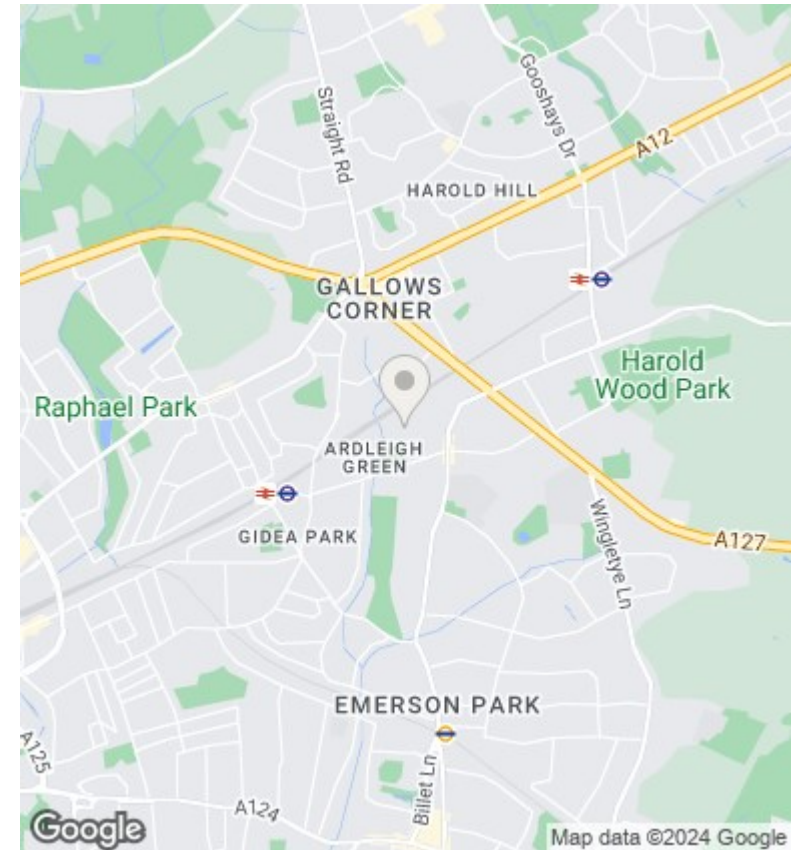 Gooshays Dr
Straight Rd
A12
HAROLD HILL
GALLOWS
CORNER
Harold
Wood Park
Raphael Park
ARDLEIGH
GREEN
GIDEA PARK
A127
Wingletye Ln
EMERSON PARK
A125
A124
Billet Ln
Google
Map data ©2024 Google